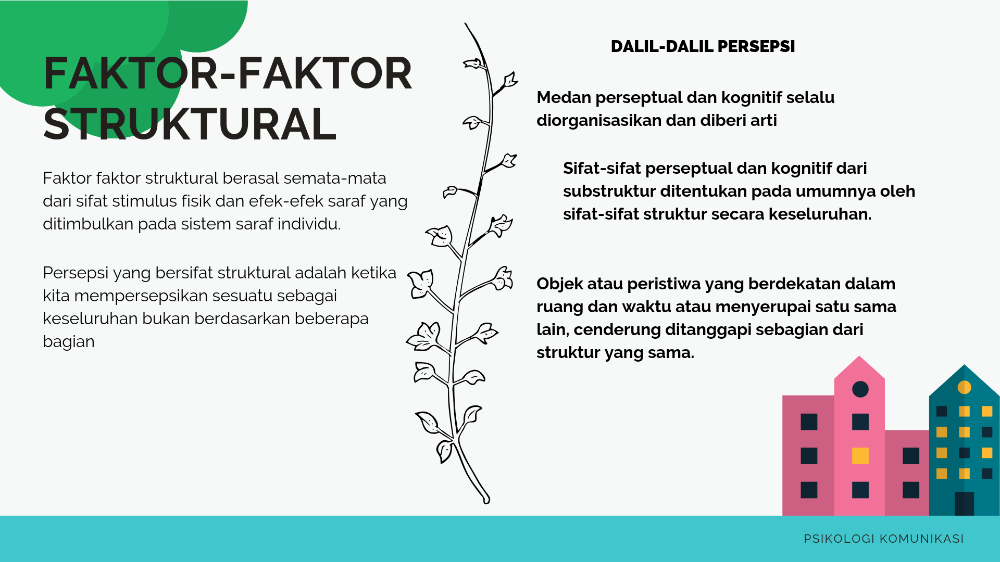 FAKTOR-FAKTOR
STRUKTURAL
Faktor faktor struktural berasal semata-mata
dari sifat stimulus fisik dan efek-efek saraf yang
ditimbulkan pada sistem saraf individu.
Persepsi yang bersifat struktural adalah ketika
kita mempersepsikan sesuatu sebagai
keseluruhan bukan berdasarkan beberapa
bagian
DALIL-DALIL PERSEPSI
Medan perseptual dan kognitif selalu
diorganisasikan dan diberi arti
Sifat-sifat perseptual dan kognitif dari
substruktur ditentukan pada umumnya oleh
sifat-sifat struktur secara keseluruhan.
Objek atau peristiwa yang berdekatan dalam
ruang dan waktu atau menyerupai satu sama
lain, cenderung ditanggapi sebagian dari
struktur yang sama.
PSIKOLOGI KOMUNIKASI